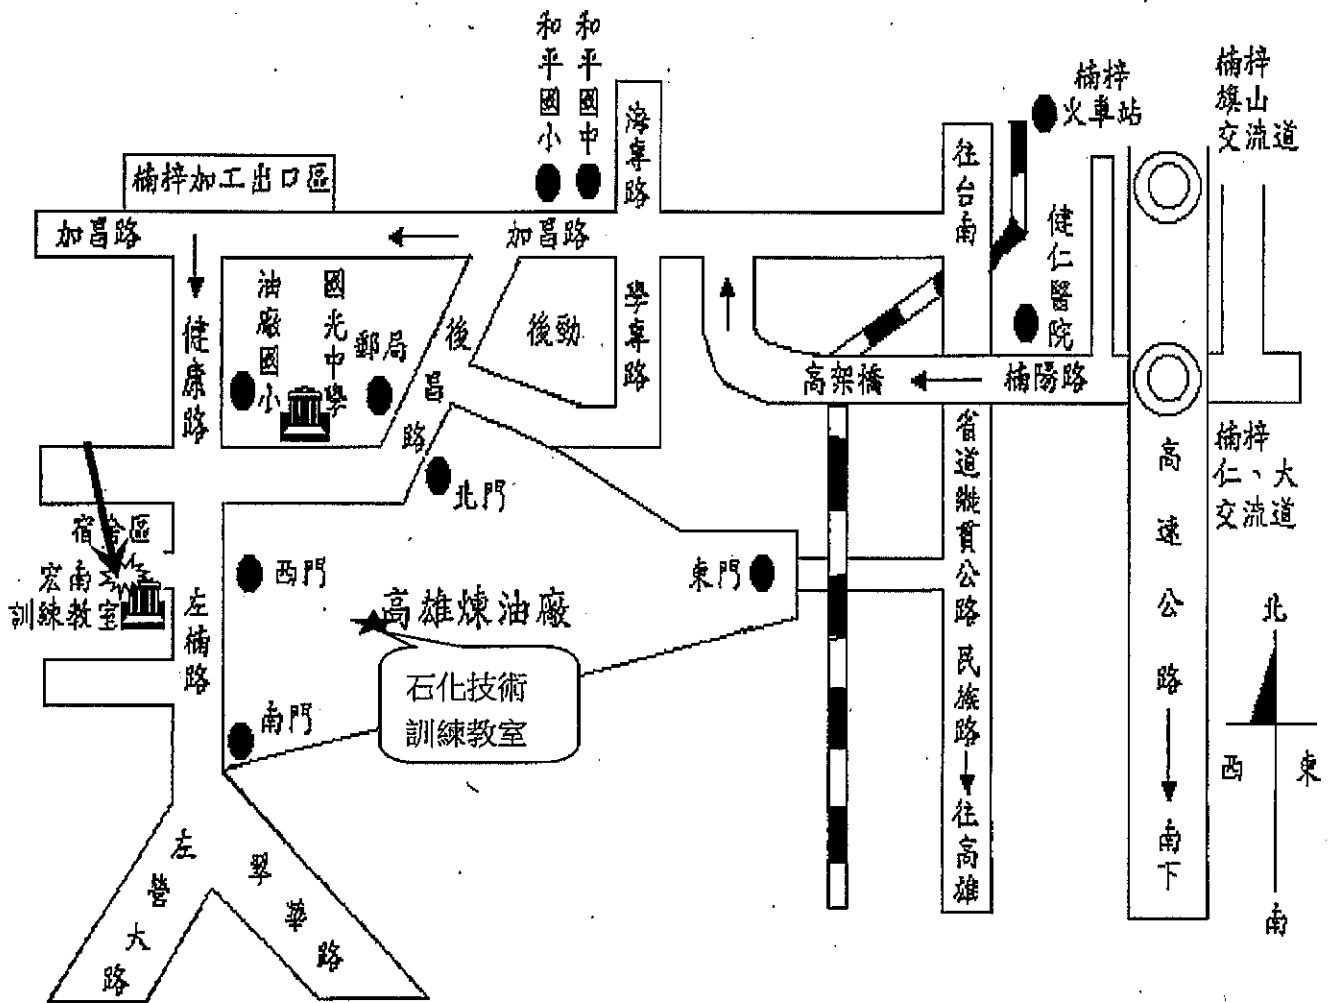 和平國小
和平國中
海專路
楠梓
火車站
楠梓
旗山
交流道
往台南
楠梓加工出口區
加昌路
加昌路
健仁醫院
健康路
油廠國小
國光中學
郵局
後昌路
後勁
學專路
高架橋
楠陽路
省道縱貫公路
民族路
往高雄
高速公路
南下
楠梓
仁、大
交流道
北門
宿舍區
宏南
訓練教室
西門
左楠路
高雄煉油廠
東門
石化技術
訓練教室
南門
北
西
東
南
左營大路
翠華路